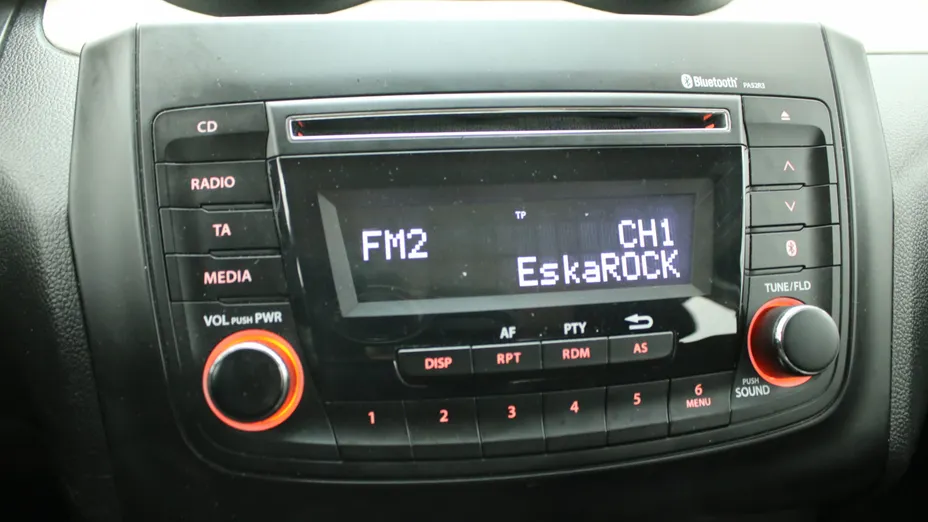 Bluetooth PA92R3
CD
RADIO
TA
MEDIA
VOL PUSH PWR
TP
FM2
CH1
EskaROCK
TUNE/FLD
PUSH
SOUND
AF
PTY
DISP
RPT
RDM
AS
1
2
3
4
5
6
MENU